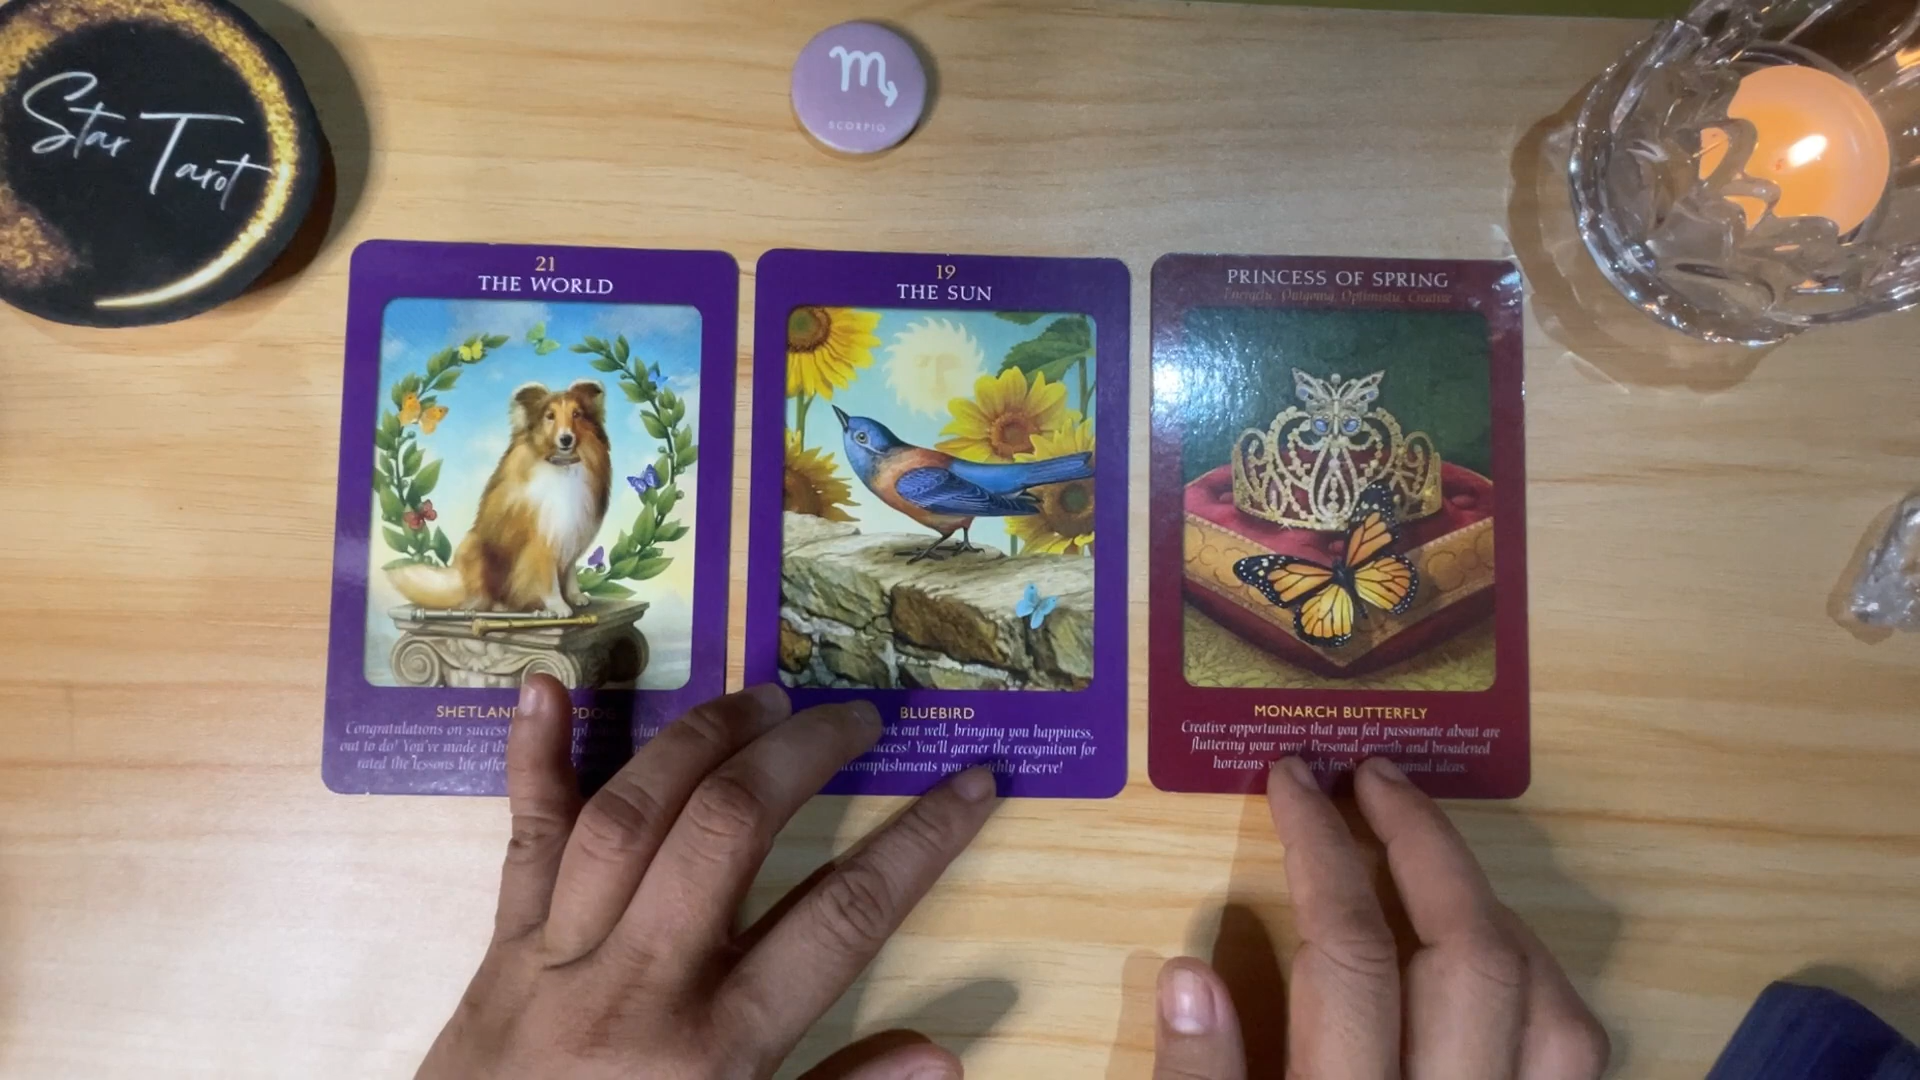 Star Tarot
SCORPIO
21
THE WORLD
SHETLAND
Congratulations on
out to do! You've made it
rated the lessons life
19
THE SUN
BLUEBIRD
out well, bringing you happiness,
success! You'll garner the recognition for
accomplishments you richly deserve!
PRINCESS OF SPRING
Energetic, Outgoing, Optimistic, Creative
MONARCH BUTTERFLY
Creative opportunities that you feel passionate about are
fluttering your way! Personal growth and broadened
horizons fresh ideas.